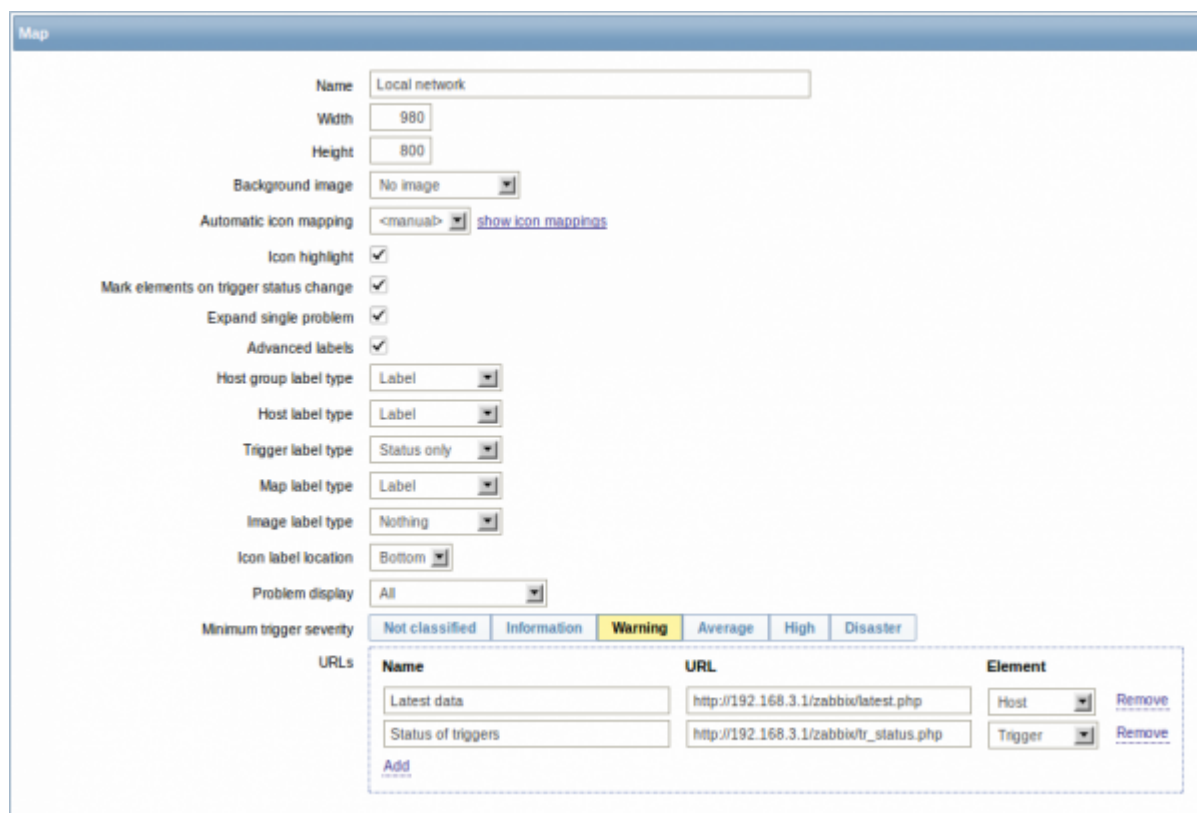 Map
Name Local network
Width 980
Height 800
Background image No image
Automatic icon mapping <manual> show icon mappings
Icon highlight
Mark elements on trigger status change
Expand single problem
Advanced labels
Host group label type Label
Host label type Label
Trigger label type Status only
Map label type Label
Image label type Nothing
Icon label location Bottom
Problem display All
Minimum trigger severity Not classified Information Warning Average High Disaster
URLs Name URL Element
Latest data http://192.168.3.1/zabbix/latest.php Host Remove
Status of triggers http://192.168.3.1/zabbix/tr_status.php Trigger Remove
Add